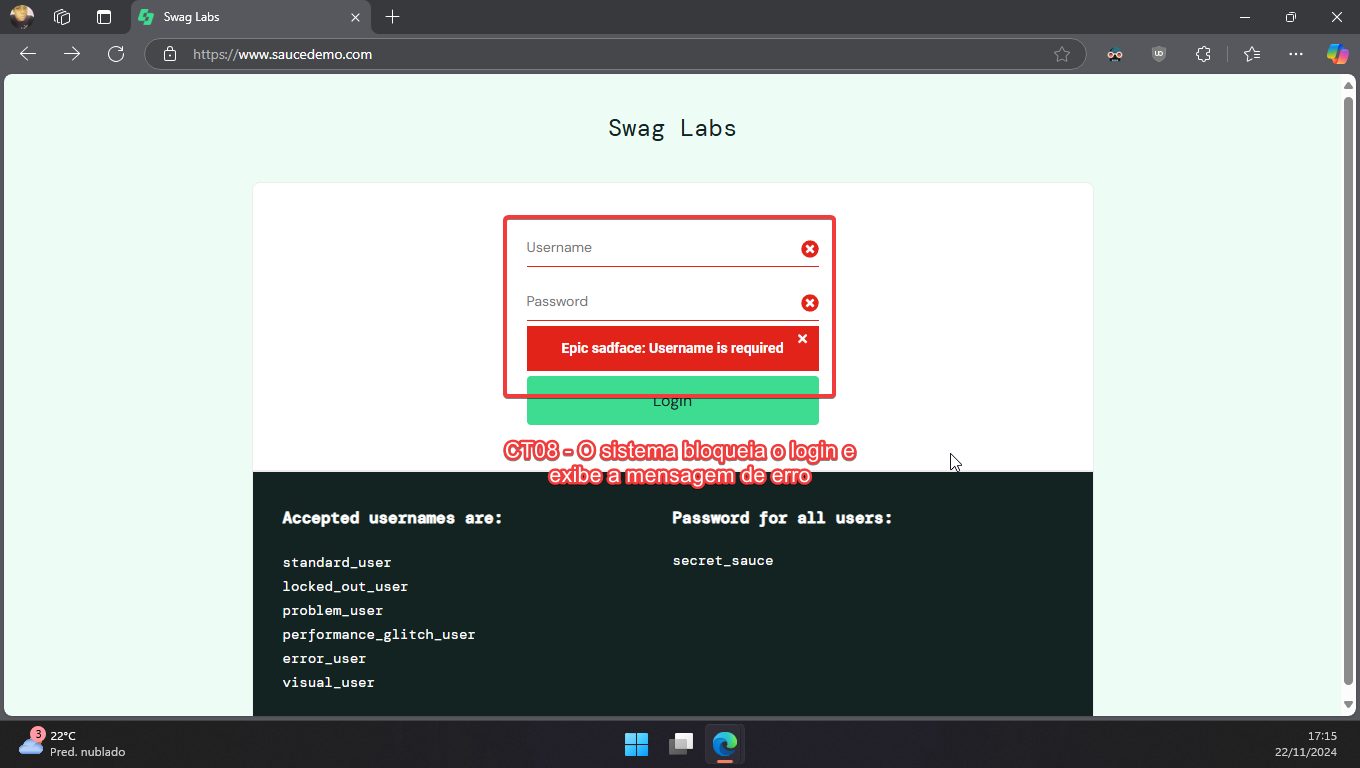 Swag Labs
https://www.saucedemo.com
UD
Swag Labs
Username
Password
Epic sadface: Username is required
Login
CT08 - O sistema bloqueia o login e
exibe a mensagem de erro
Accepted usernames are:
standard_user
locked_out_user
problem_user
performance_glitch_user
error_user
visual_user
Password for all users:
secret_sauce
3
22°C
Pred. nublado
17:15
22/11/2024